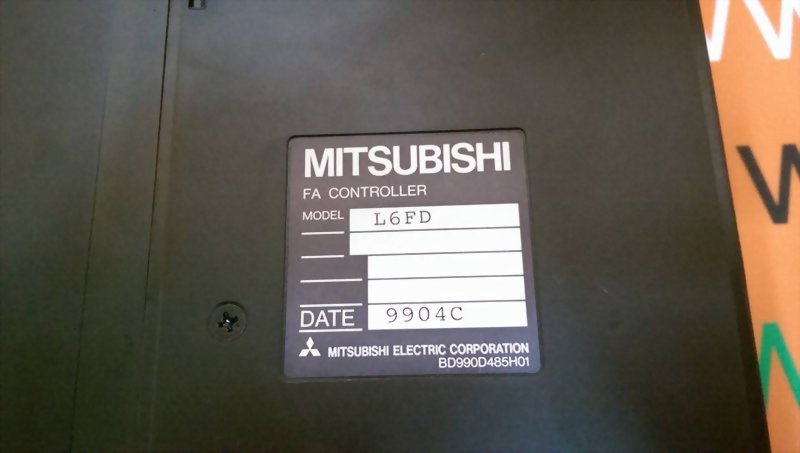 MITSUBISHI
FA CONTROLLER
MODEL L6FD
DATE 9904C
MITSUBISHI ELECTRIC CORPORATION
BD990D485H01
W
W
W